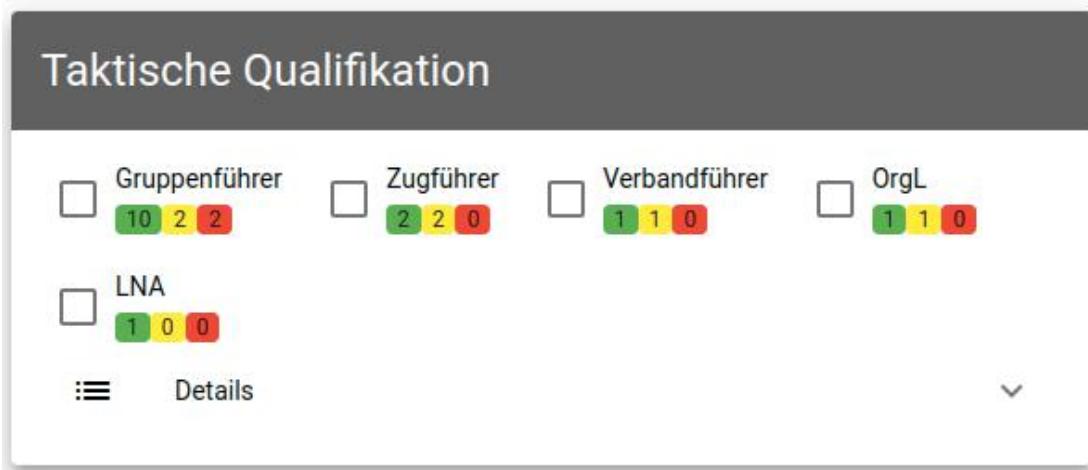 Taktische Qualifikation
Gruppenführer Zugführer Verbandführer OrgL
10 2 2 2 2 0 1 1 0 1 1 0
LNA
1 0 0
Details